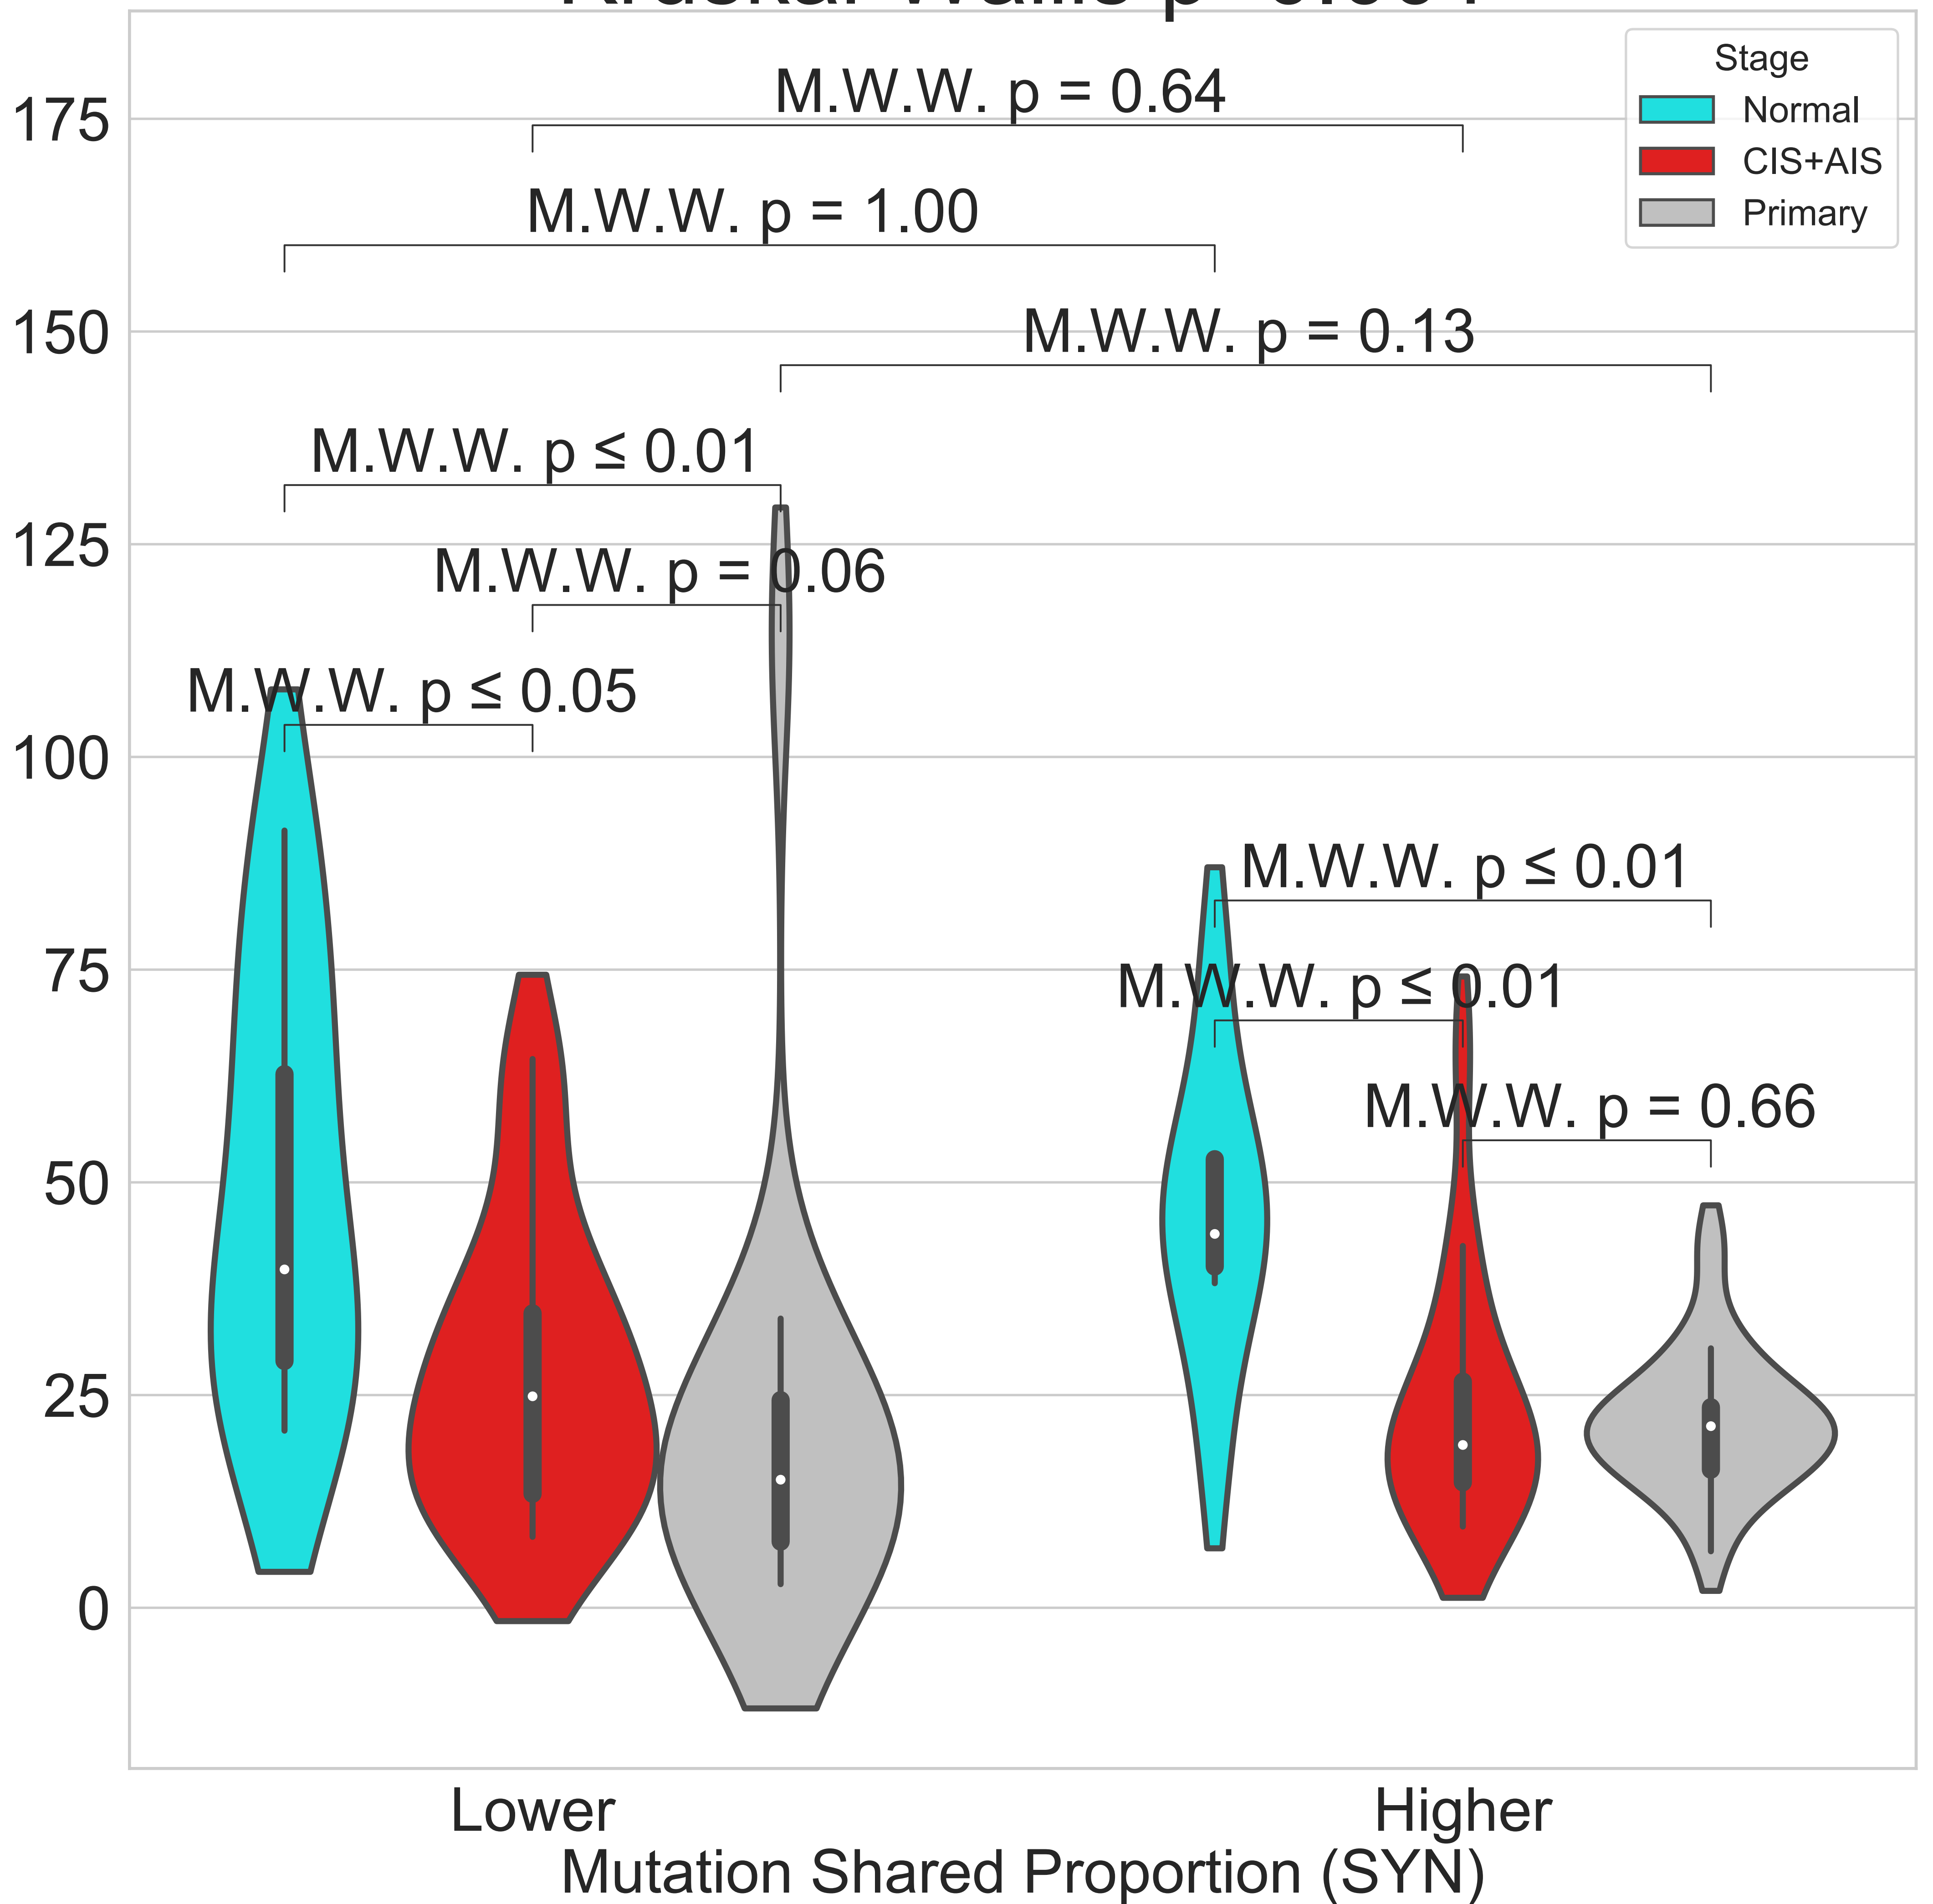 Stage
Normal
CIS+AIS
Primary
M.W.W. p = 0.64
175
M.W.W. p = 1.00
M.W.W. p = 0.13
150
M.W.W. p ≤ 0.01
M.W.W. p = 0.06
125
M.W.W. p ≤ 0.05
100
M.W.W. p ≤ 0.01
M.W.W. p ≤ 0.01
75
M.W.W. p = 0.66
50
25
0
Lower
Higher
Mutation Shared Proportion (SYN)